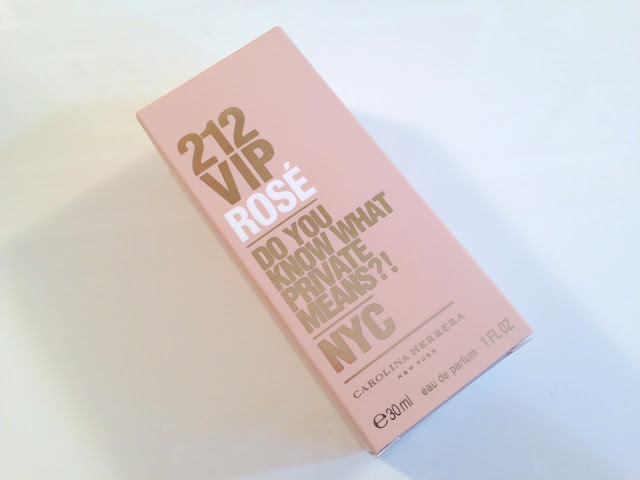 212
VIP
ROSÉ
DO YOU
KNOW WHAT
PRIVATE
MEANS?!
NYC
CAROLINA HERRERA
NEW YORK
℮30ml eau de parfum 1 FL OZ